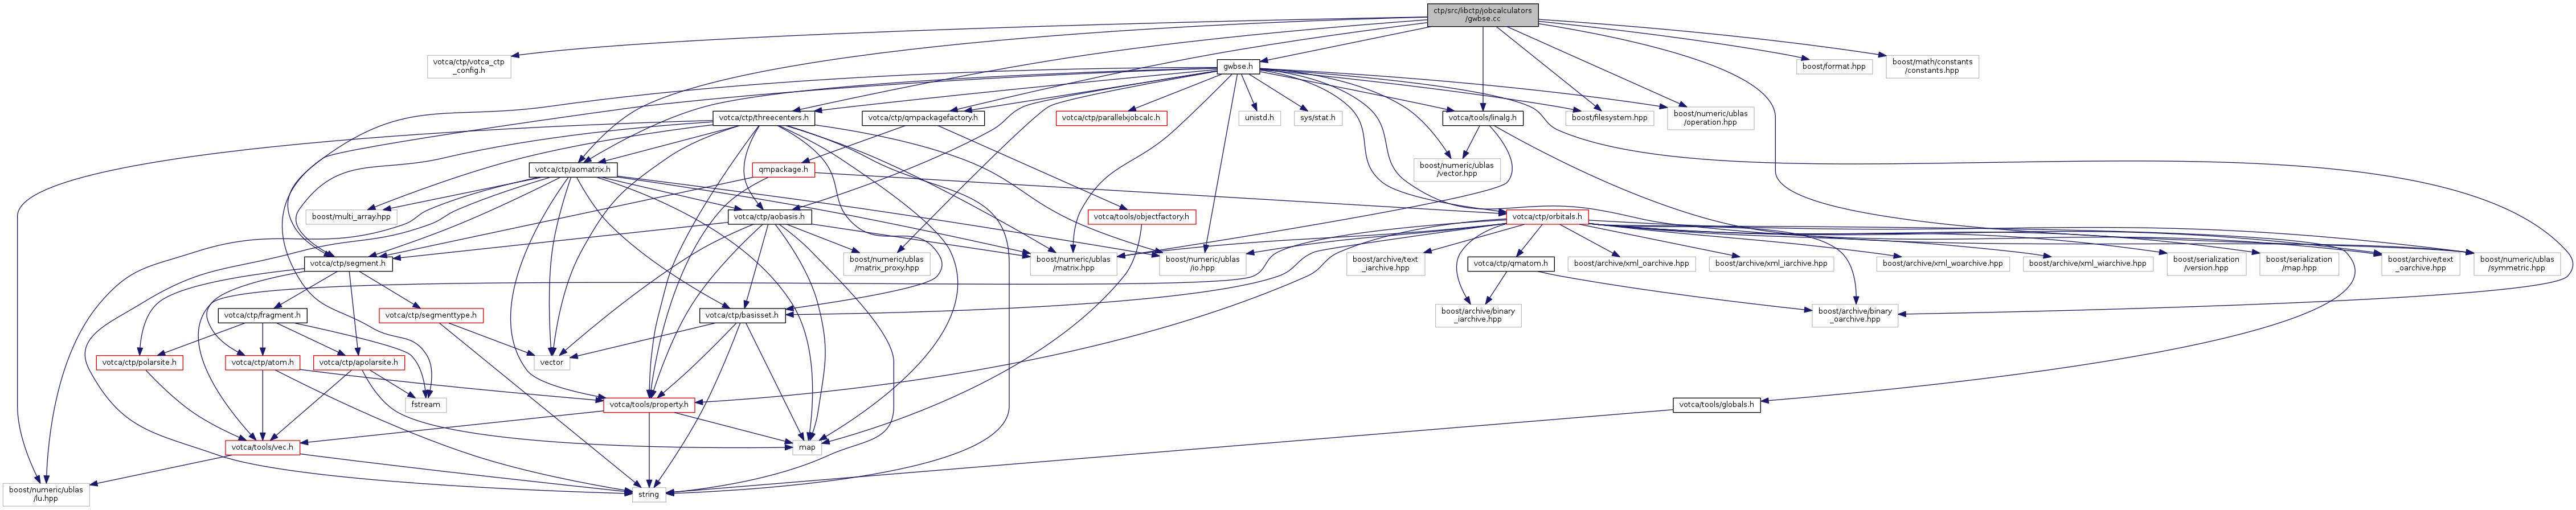 ctp/src/libctp/jobcalculators
/gwbse.cc
votca/ctp/votca_ctp
_config.h
gwbse.h
boost/format.hpp
boost/math/constants
/constants.hpp
votca/ctp/threecenters.h
votca/ctp/qmpackagefactory.h
votca/ctp/parallelxjobcalc.h
unistd.h
sys/stat.h
votca/tools/linalg.h
boost/filesystem.hpp
boost/numeric/ublas
/operation.hpp
votca/ctp/aomatrix.h
qmpackage.h
boost/numeric/ublas
/vector.hpp
boost/multi_array.hpp
votca/ctp/aobasis.h
votca/tools/objectfactory.h
votca/ctp/orbitals.h
votca/ctp/segment.h
boost/numeric/ublas
/matrix_proxy.hpp
boost/numeric/ublas
/matrix.hpp
boost/numeric/ublas
/io.hpp
boost/archive/text
_iarchive.hpp
votca/ctp/qmatom.h
boost/archive/xml_oarchive.hpp
boost/archive/xml_iarchive.hpp
boost/archive/xml_woarchive.hpp
boost/archive/xml_wiarchive.hpp
boost/serialization
/version.hpp
boost/serialization
/map.hpp
boost/archive/text
_oarchive.hpp
boost/numeric/ublas
/symmetric.hpp
votca/ctp/fragment.h
votca/ctp/segmenttype.h
votca/ctp/basisset.h
boost/archive/binary
_iarchive.hpp
boost/archive/binary
_oarchive.hpp
votca/ctp/polarsite.h
votca/ctp/atom.h
votca/ctp/apolarsite.h
vector
fstream
votca/tools/property.h
votca/tools/globals.h
votca/tools/vec.h
map
boost/numeric/ublas
/lu.hpp
string